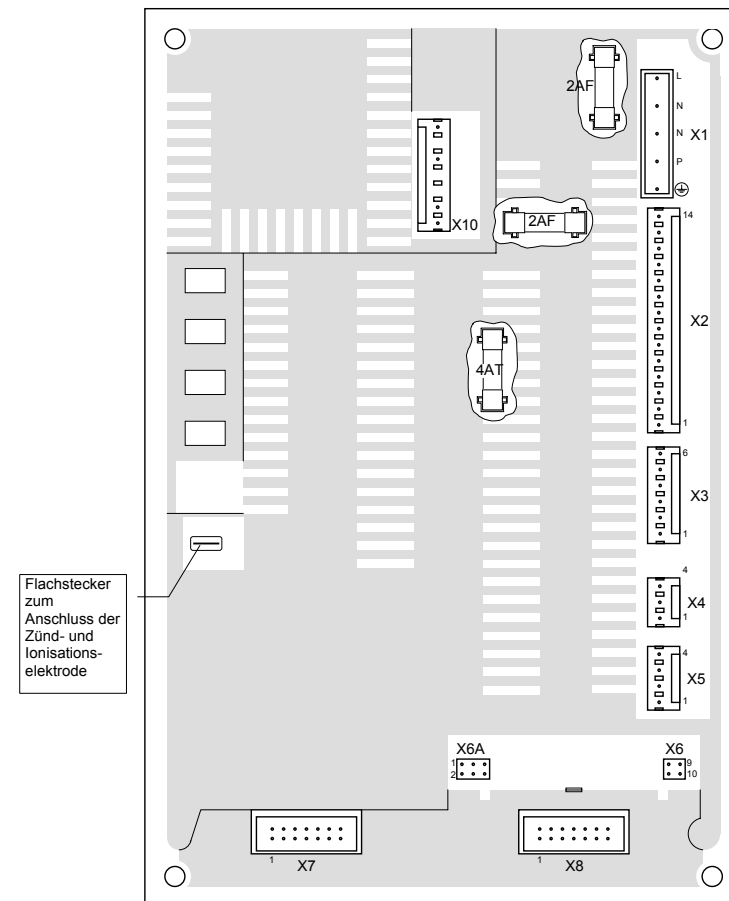 2AF
L
N
N
P
X1
X10
2AF
14
X2
1
4AT
6
X3
1
Flachstecker
zum
Anschluss der
Zünd- und
Ionisations-
elektrode
4
X4
1
4
X5
1
X6A
1
2
X6
9
10
1
X7
1
X8